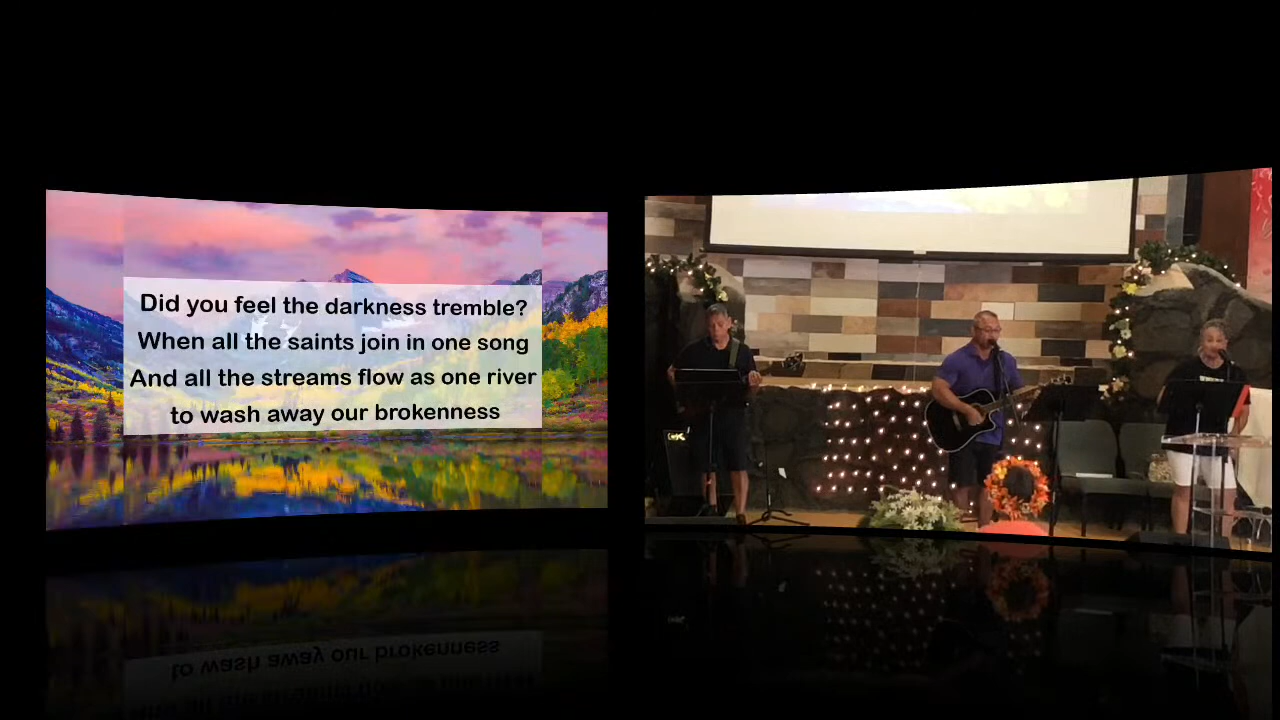 Did you feel the darkness tremble?
When all the saints join in one song
And all the streams flow as one river
to wash away our brokenness